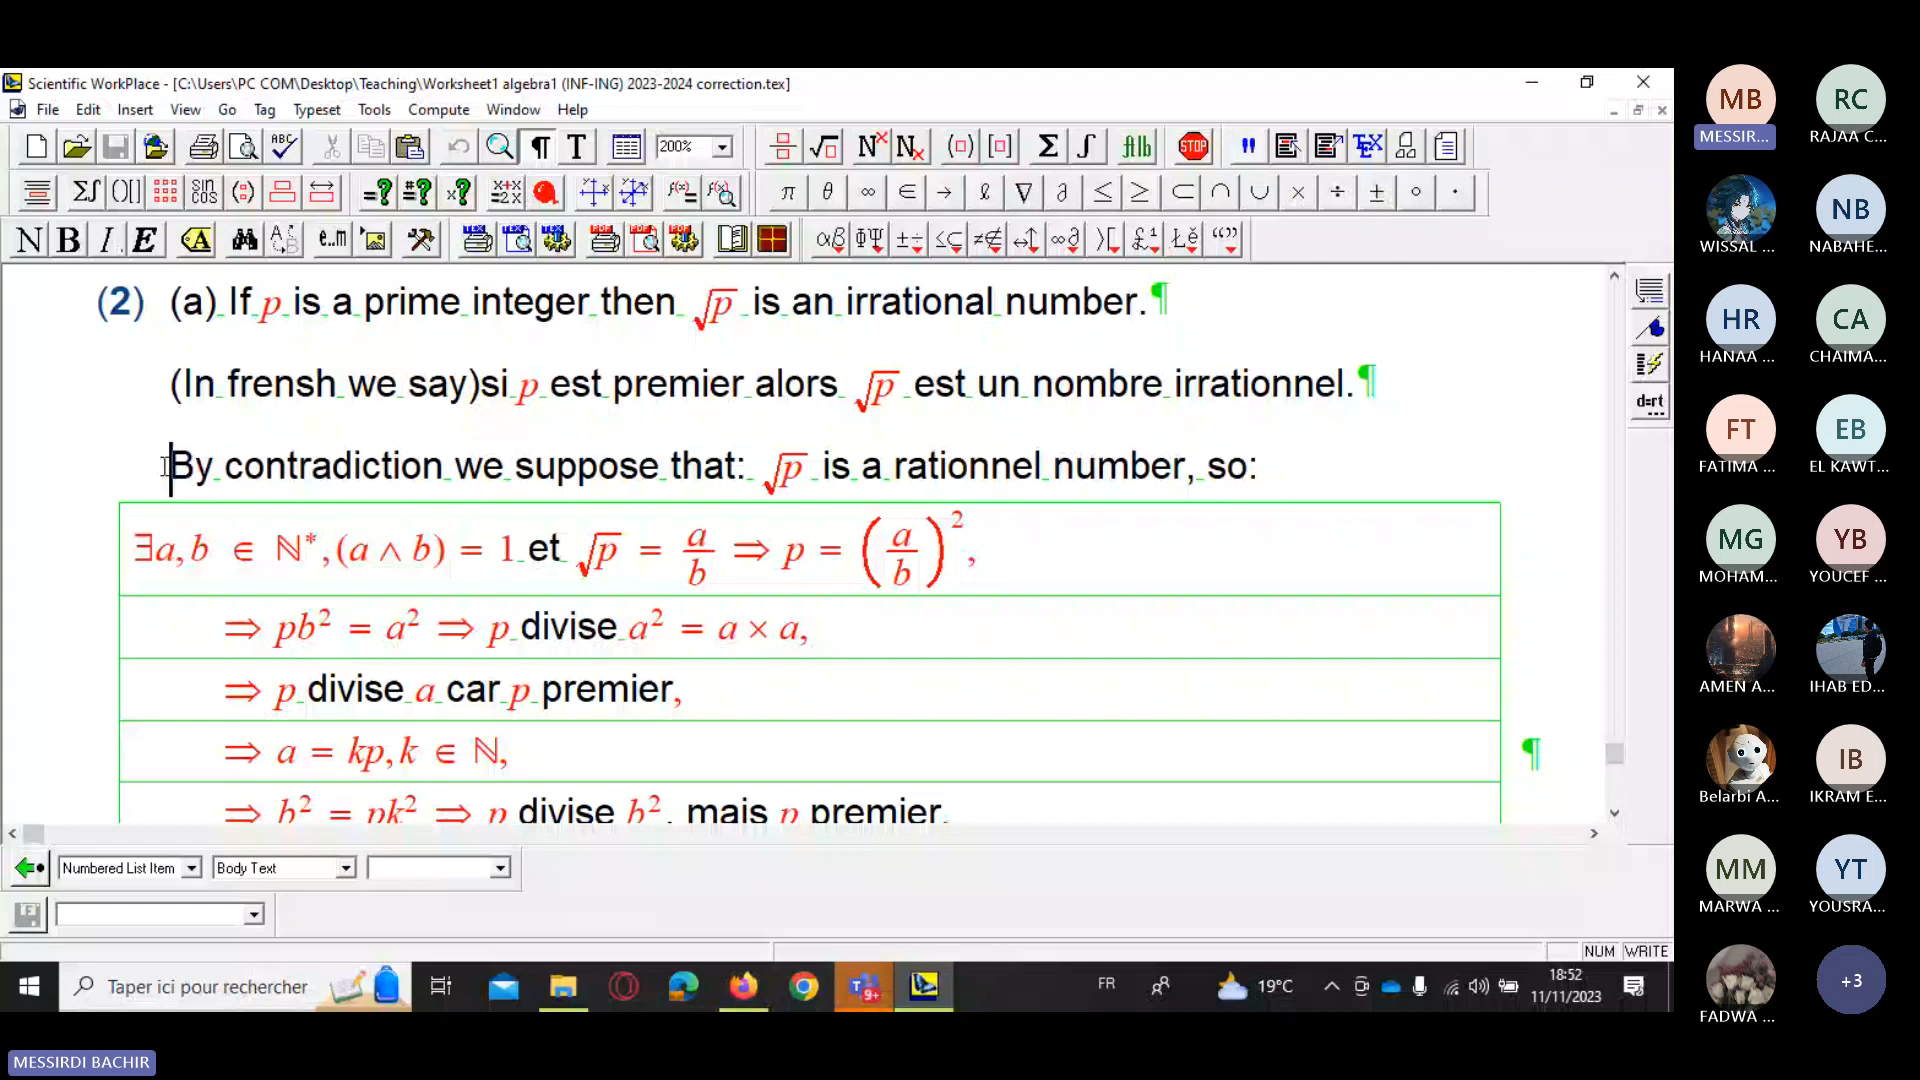 Scientific WorkPlace - [C:\Users\PC COM\Desktop\Teaching\Worksheet1 algebra1 (INF-ING) 2023-2024 correction.tex]
File Edit Insert View Go Tag Typeset Tools Compute Window Help
200%
(2) (a) If p is a prime integer then √p is an irrational number.¶
(In frensh we say)si p est premier alors √p est un nombre irrationnel.¶
By contradiction we suppose that: √p is a rationnel number, so:
∃a, b ∈ ℕ*, (a ∧ b) = 1 et √p = a/b ⇒ p = (a/b)²,
⇒ pb² = a² ⇒ p divise a² = a × a,
⇒ p divise a car p premier,
⇒ a = kp, k ∈ ℕ,
¶
⇒ b² = pk² ⇒ p divise b², mais p premier,
Numbered List Item Body Text
NUM WRITE
Taper ici pour rechercher
FR
19°C
18:52
11/11/2023
MB RC
MESSIR... RAJAA C...
NB
WISSAL ... NABAHE...
HR CA
HANAA ... CHAIMA...
FT EB
FATIMA ... EL KAWT...
MG YB
MOHAM... YOUCEF ...
AMEN A... IHAB ED...
IB
Belarbi A... IKRAM E...
MM YT
MARWA ... YOUSRA...
+3
FADWA ...
MESSIRDI BACHIR